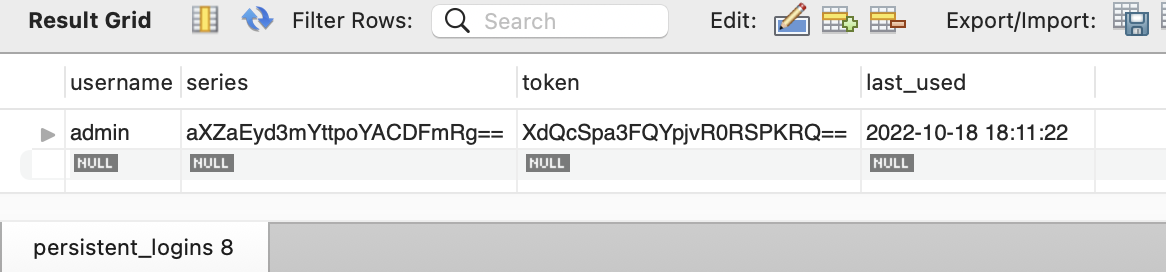 Result Grid Filter Rows: Search Edit: Export/Import:
username series token last_used
admin aXZaEyd3mYttpoYACDFmRg== XdQcSpa3FQYpjvR0RSPKRQ== 2022-10-18 18:11:22
NULL NULL NULL NULL
persistent_logins 8